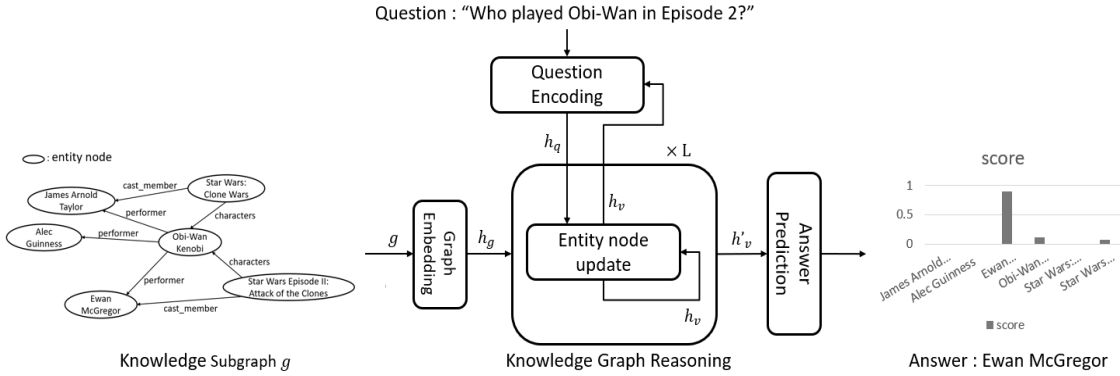 Question : “Who played Obi-Wan in Episode 2?”
Question
Encoding
h_q
× L
h_v
: entity node
James Arnold
Taylor
cast_member
Star Wars:
Clone Wars
performer
characters
Alec
Guinness
performer
Obi-Wan
Kenobi
performer
characters
Star Wars Episode II:
Attack of the Clones
Ewan
McGregor
cast_member
g
Graph
Embedding
h_g
Entity node
update
h_v
h'_v
Answer
Prediction
score
1
0.5
0
James Arnold...
Alec Guinness
Ewan...
Obi-Wan...
Star Wars:...
Star Wars...
score
Knowledge Subgraph g
Knowledge Graph Reasoning
Answer : Ewan McGregor